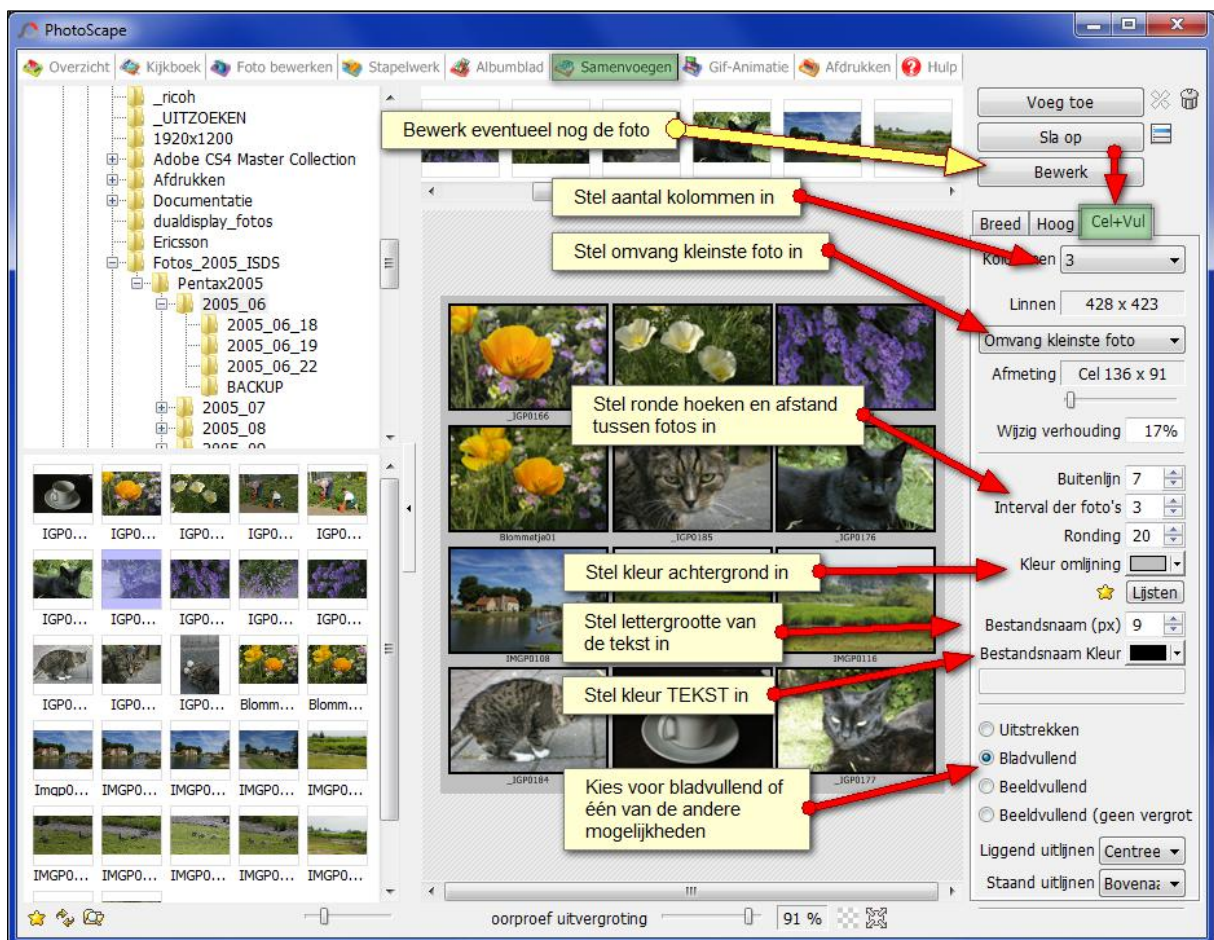 PhotoScape
Overzicht Kijkboek Foto bewerken Stapelwerk Albumblad Samenvoegen Gif-Animatie Afdrukken Hulp
_ricoh
_UITZOEKEN
1920x1200
Adobe CS4 Master Collection
Afdrukken
Documentatie
dualdisplay_fotos
Ericsson
Fotos_2005_ISDS
Pentax2005
2005_06
2005_06_18
2005_06_19
2005_06_22
BACKUP
2005_07
2005_08
2005_09
IGP0... IGP0... IGP0... IGP0... IGP0...
IGP0... IGP0... IGP0... IGP0... IGP0...
IGP0... IGP0... IGP0... Blomm... Blomm...
Imgp0... IMGP0... IMGP0... IMGP0... IMGP0...
IMGP0... IMGP0... IMGP0... IMGP0... IMGP0...
Bewerk eventueel nog de foto
Stel aantal kolommen in
Stel omvang kleinste foto in
_IGP0166
Stel ronde hoeken en afstand
tussen fotos in
Blommetje01 _IGP0185 _IGP0176
Stel kleur achtergrond in
Stel lettergrootte van
de tekst in
IMGP0108 IMGP0116
Stel kleur TEKST in
_IGP0184 _IGP0177
Kies voor bladvullend of
één van de andere
mogelijkheden
oorproef uitvergroting 91 %
Voeg toe
Sla op
Bewerk
Breed Hoog Cel+Vul
3
Linnen 428 x 423
Omvang kleinste foto
Afmeting Cel 136 x 91
Wijzig verhouding 17%
Buitenlijn 7
Interval der foto's 3
Ronding 20
Kleur omlijning
Lijsten
Bestandsnaam (px) 9
Bestandsnaam Kleur
Uitstrekken
Bladvullend
Beeldvullend
Beeldvullend (geen vergrot
Liggend uitlijnen Centree
Staand uitlijnen Bovenaa